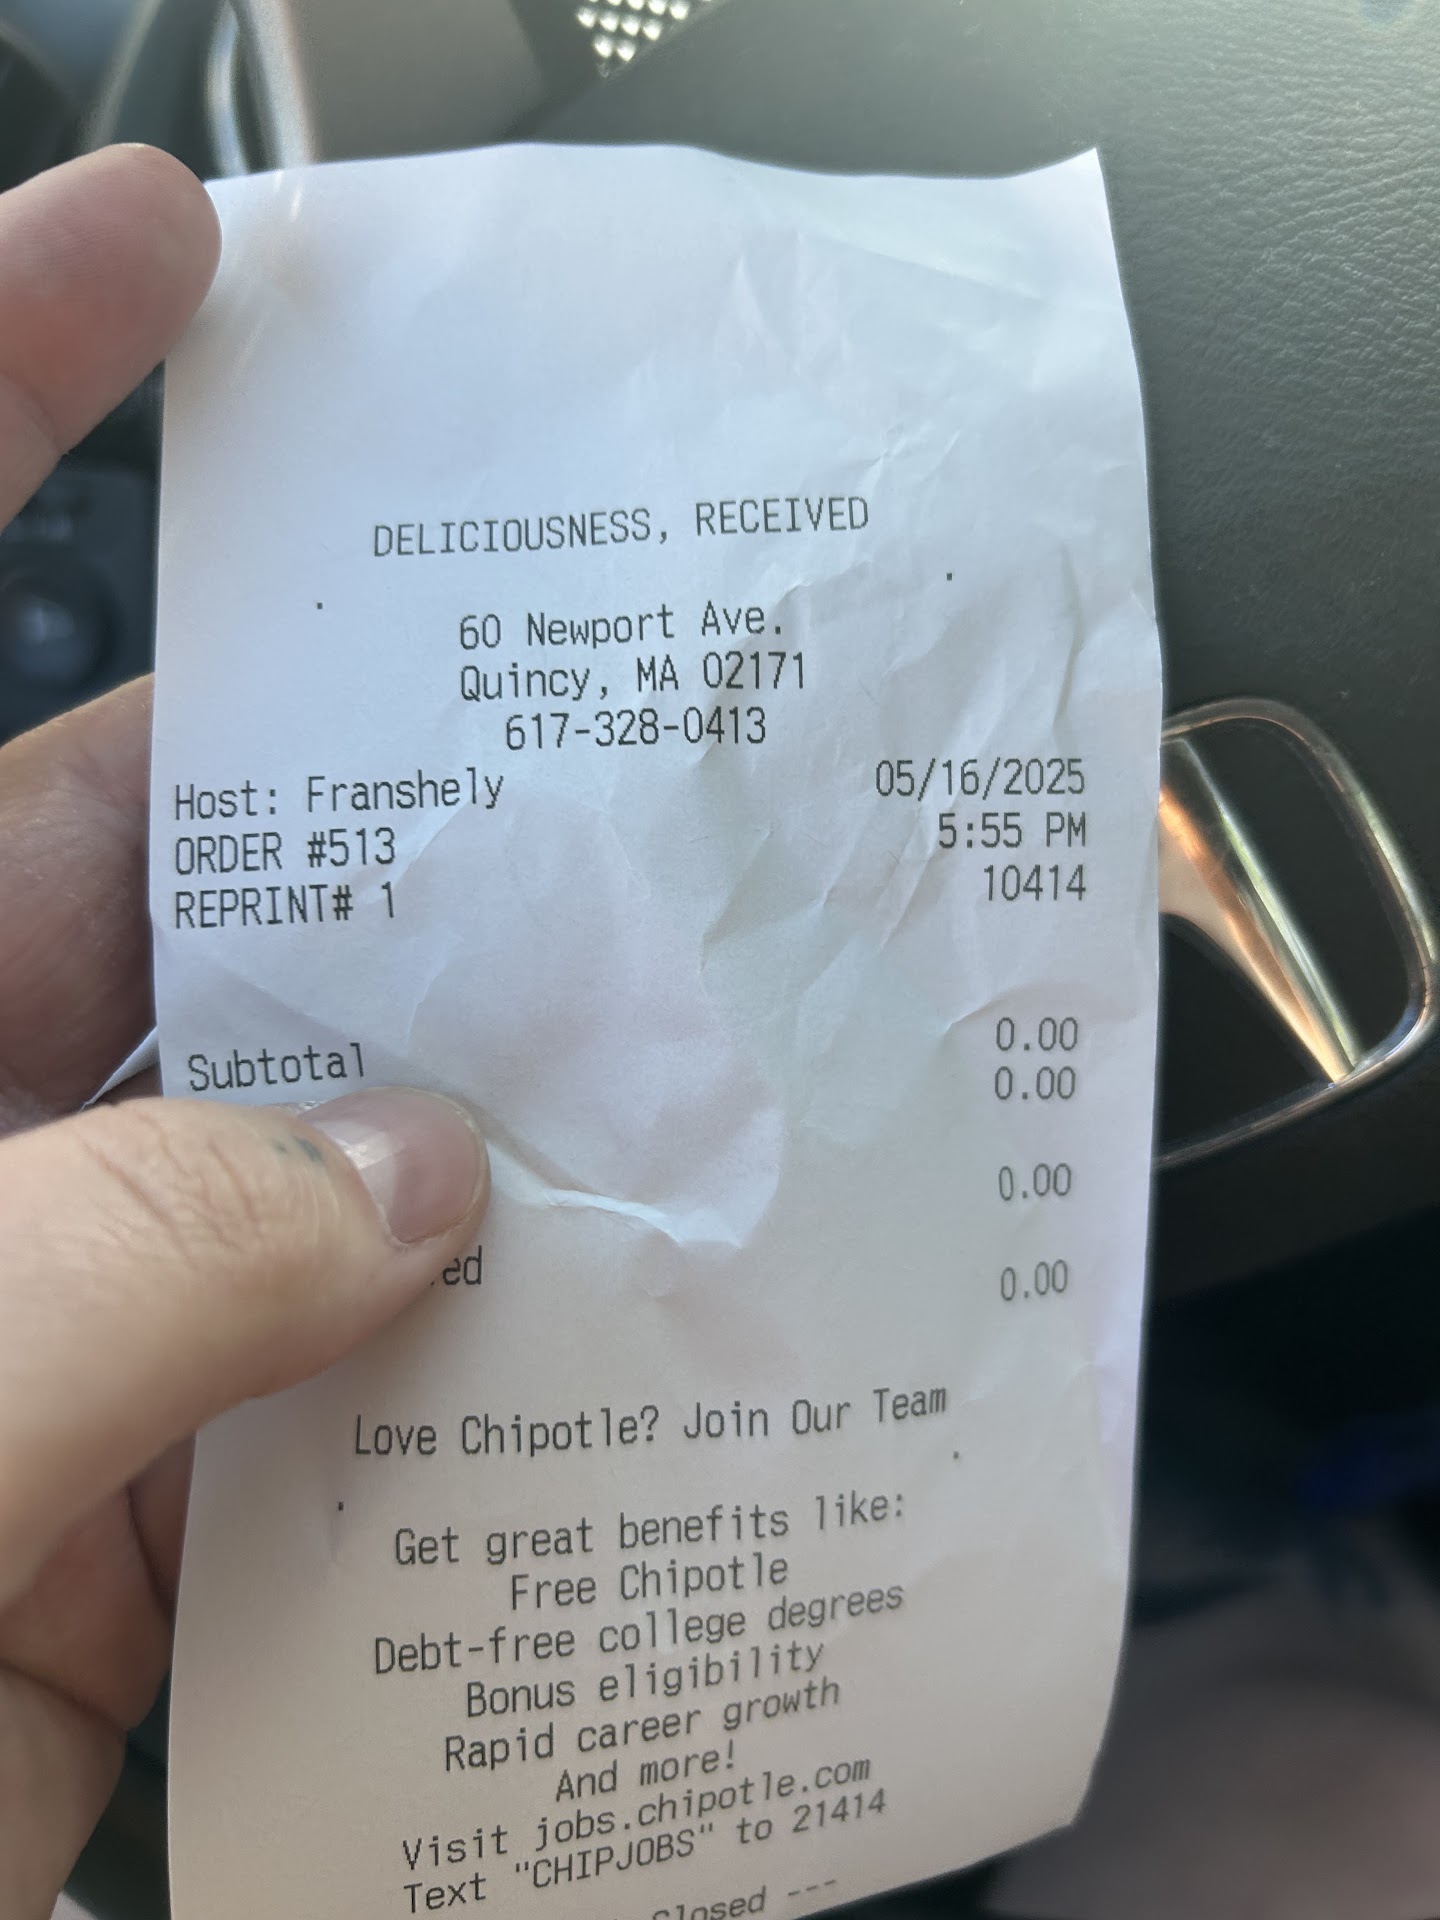 DELICIOUSNESS, RECEIVED
60 Newport Ave.
Quincy, MA 02171
617-328-0413
Host: Franshely 05/16/2025
ORDER #513 5:55 PM
REPRINT# 1 10414
0.00
Subtotal 0.00
0.00
0.00
Love Chipotle? Join Our Team
Get great benefits like:
Free Chipotle
Debt-free college degrees
Bonus eligibility
Rapid career growth
And more!
Visit jobs.chipotle.com
Text "CHIPJOBS" to 21414
Closed ---